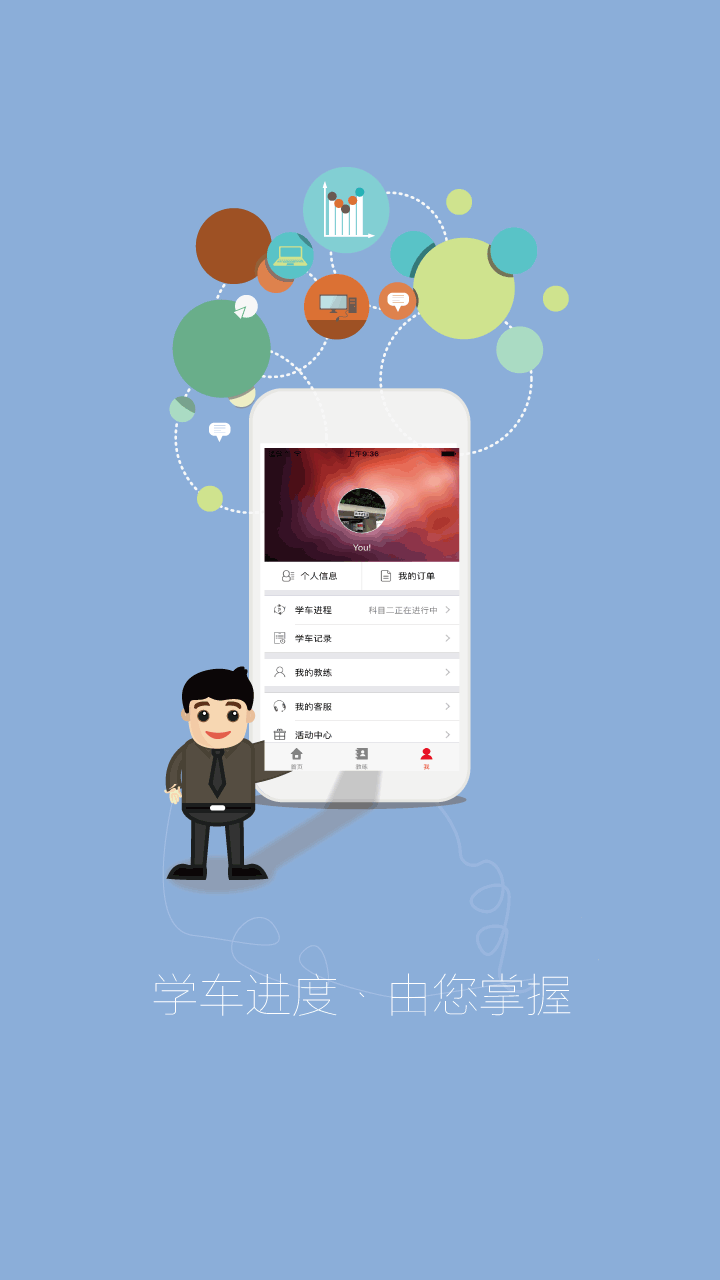 上午9:36
You!
个人信息
我的订单
学车进程
科目二正在进行中
学车记录
我的教练
我的客服
活动中心
首页
教练
我
学车进度、由您掌握